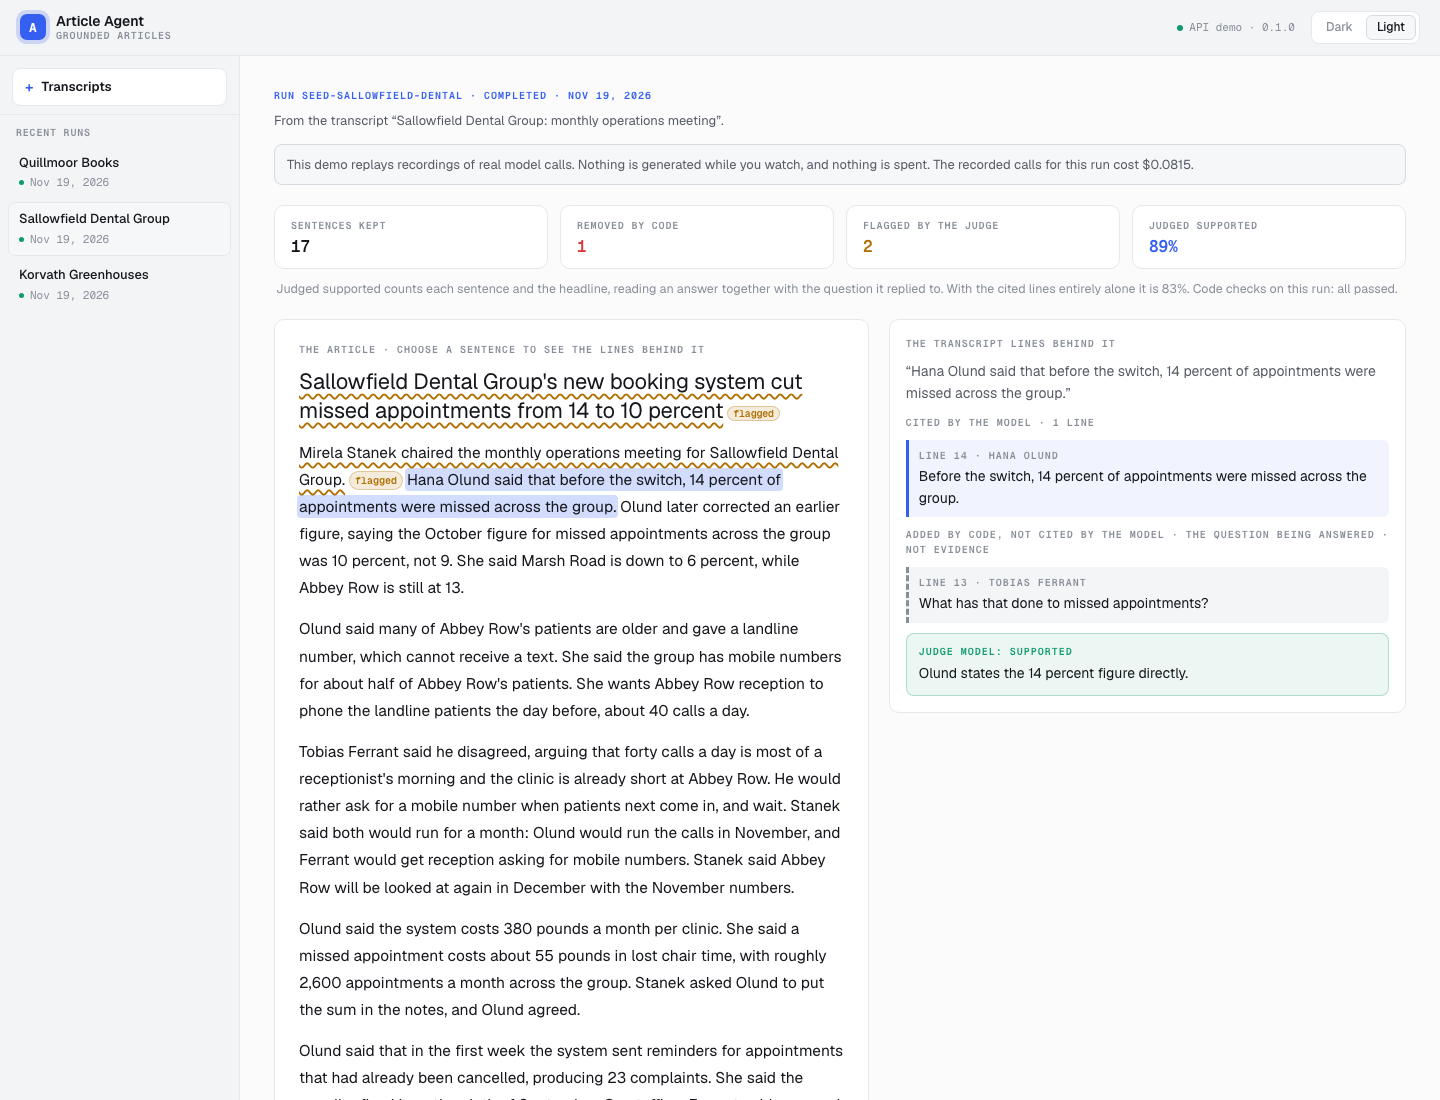 A
Article Agent
GROUNDED ARTICLES
API demo · 0.1.0
Dark
Light
+ Transcripts
RECENT RUNS
Quillmoor Books
Nov 19, 2026
Sallowfield Dental Group
Nov 19, 2026
Korvath Greenhouses
Nov 19, 2026
RUN SEED-SALLOWFIELD-DENTAL · COMPLETED · NOV 19, 2026
From the transcript “Sallowfield Dental Group: monthly operations meeting”.
This demo replays recordings of real model calls. Nothing is generated while you watch, and nothing is spent. The recorded calls for this run cost $0.0815.
SENTENCES KEPT
17
REMOVED BY CODE
1
FLAGGED BY THE JUDGE
2
JUDGED SUPPORTED
89%
Judged supported counts each sentence and the headline, reading an answer together with the question it replied to. With the cited lines entirely alone it is 83%. Code checks on this run: all passed.
THE ARTICLE · CHOOSE A SENTENCE TO SEE THE LINES BEHIND IT
Sallowfield Dental Group's new booking system cut
missed appointments from 14 to 10 percent flagged
Mirela Stanek chaired the monthly operations meeting for Sallowfield Dental
Group. flagged Hana Olund said that before the switch, 14 percent of
appointments were missed across the group. Olund later corrected an earlier
figure, saying the October figure for missed appointments across the group
was 10 percent, not 9. She said Marsh Road is down to 6 percent, while
Abbey Row is still at 13.
Olund said many of Abbey Row's patients are older and gave a landline
number, which cannot receive a text. She said the group has mobile numbers
for about half of Abbey Row's patients. She wants Abbey Row reception to
phone the landline patients the day before, about 40 calls a day.
Tobias Ferrant said he disagreed, arguing that forty calls a day is most of a
receptionist's morning and the clinic is already short at Abbey Row. He would
rather ask for a mobile number when patients next come in, and wait. Stanek
said both would run for a month: Olund would run the calls in November, and
Ferrant would get reception asking for mobile numbers. Stanek said Abbey
Row will be looked at again in December with the November numbers.
Olund said the system costs 380 pounds a month per clinic. She said a
missed appointment costs about 55 pounds in lost chair time, with roughly
2,600 appointments a month across the group. Stanek asked Olund to put
the sum in the notes, and Olund agreed.
Olund said that in the first week the system sent reminders for appointments
that had already been cancelled, producing 23 complaints. She said the
THE TRANSCRIPT LINES BEHIND IT
“Hana Olund said that before the switch, 14 percent of appointments were
missed across the group.”
CITED BY THE MODEL · 1 LINE
LINE 14 · HANA OLUND
Before the switch, 14 percent of appointments were missed across the
group.
ADDED BY CODE, NOT CITED BY THE MODEL · THE QUESTION BEING ANSWERED ·
NOT EVIDENCE
LINE 13 · TOBIAS FERRANT
What has that done to missed appointments?
JUDGE MODEL: SUPPORTED
Olund states the 14 percent figure directly.